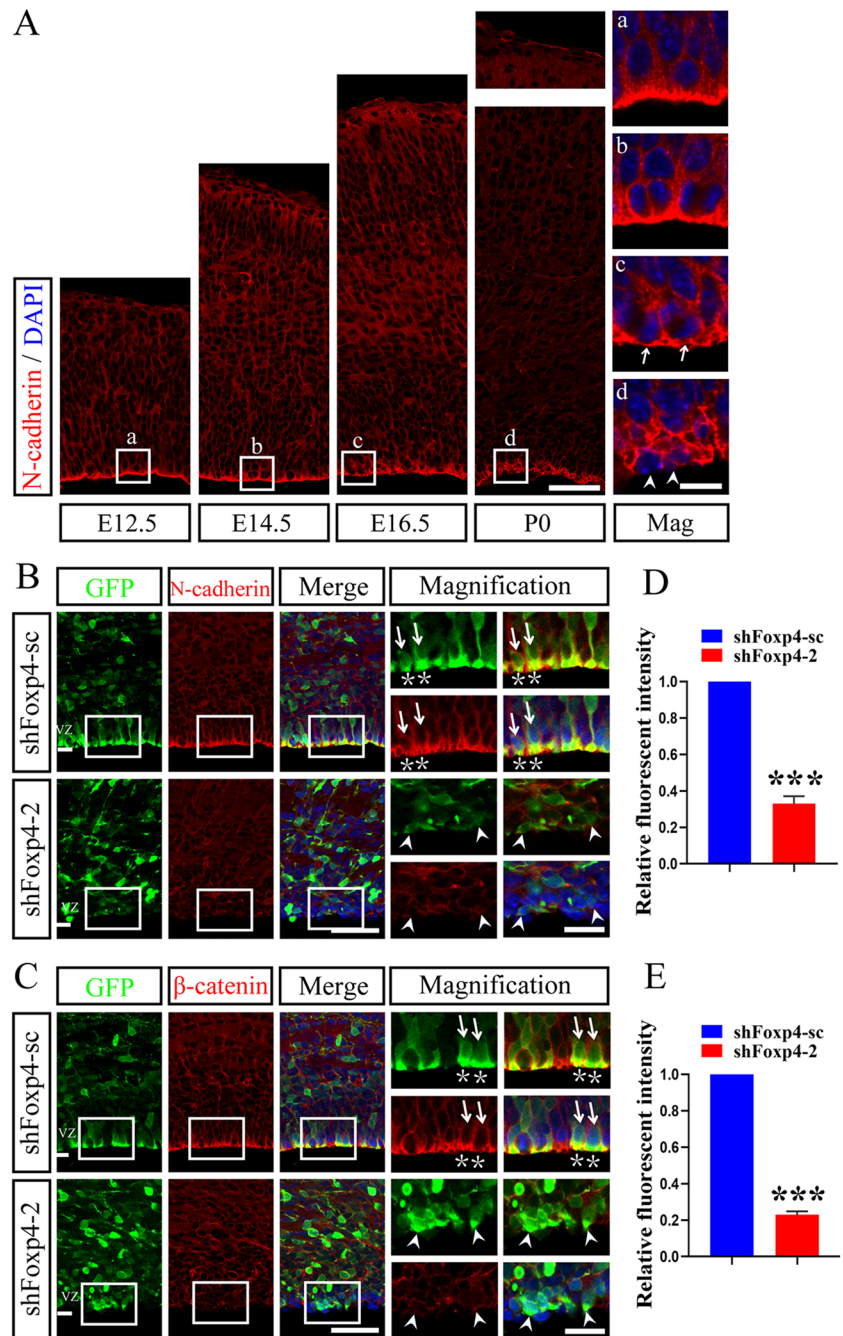 A
N-cadherin / DAPI
a
b
c
d
a
b
c
d
E12.5
E14.5
E16.5
P0
Mag
B
GFP
N-cadherin
Merge
Magnification
shFoxp4-sc
VZ
**
**
**
**
shFoxp4-2
VZ
D
shFoxp4-sc
shFoxp4-2
Relative fluorescent intensity
1.0
0.8
0.6
0.4
0.2
0.0
***
C
GFP
β-catenin
Merge
Magnification
shFoxp4-sc
VZ
**
**
**
**
shFoxp4-2
VZ
E
shFoxp4-sc
shFoxp4-2
Relative fluorescent intensity
1.0
0.8
0.6
0.4
0.2
0.0
***